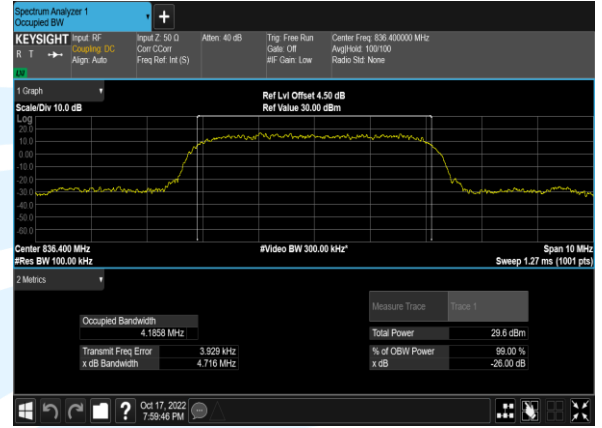 Spectrum Analyzer 1
Occupied BW
KEYSIGHT
R T
Input: RF
Coupling: DC
Align: Auto
Input Z: 50 Ω
Corr CCorr
Freq Ref: Int (S)
Atten: 40 dB
Trig: Free Run
Gate: Off
#IF Gain: Low
Center Freq: 836.400000 MHz
Avg|Hold: 100/100
Radio Std: None
1 Graph
Scale/Div 10.0 dB
Ref Lvl Offset 4.50 dB
Ref Value 30.00 dBm
Log
20.0
10.0
0.00
-10.0
-20.0
-30.0
-40.0
-50.0
-60.0
Center 836.400 MHz
#Res BW 100.00 kHz
#Video BW 300.00 kHz*
Span 10 MHz
Sweep 1.27 ms (1001 pts)
2 Metrics
Occupied Bandwidth
4.1858 MHz
Transmit Freq Error 3.929 kHz
x dB Bandwidth 4.716 MHz
Measure Trace Trace 1
Total Power 29.6 dBm
% of OBW Power 99.00 %
x dB -26.00 dB
?
Oct 17, 2022
7:59:46 PM